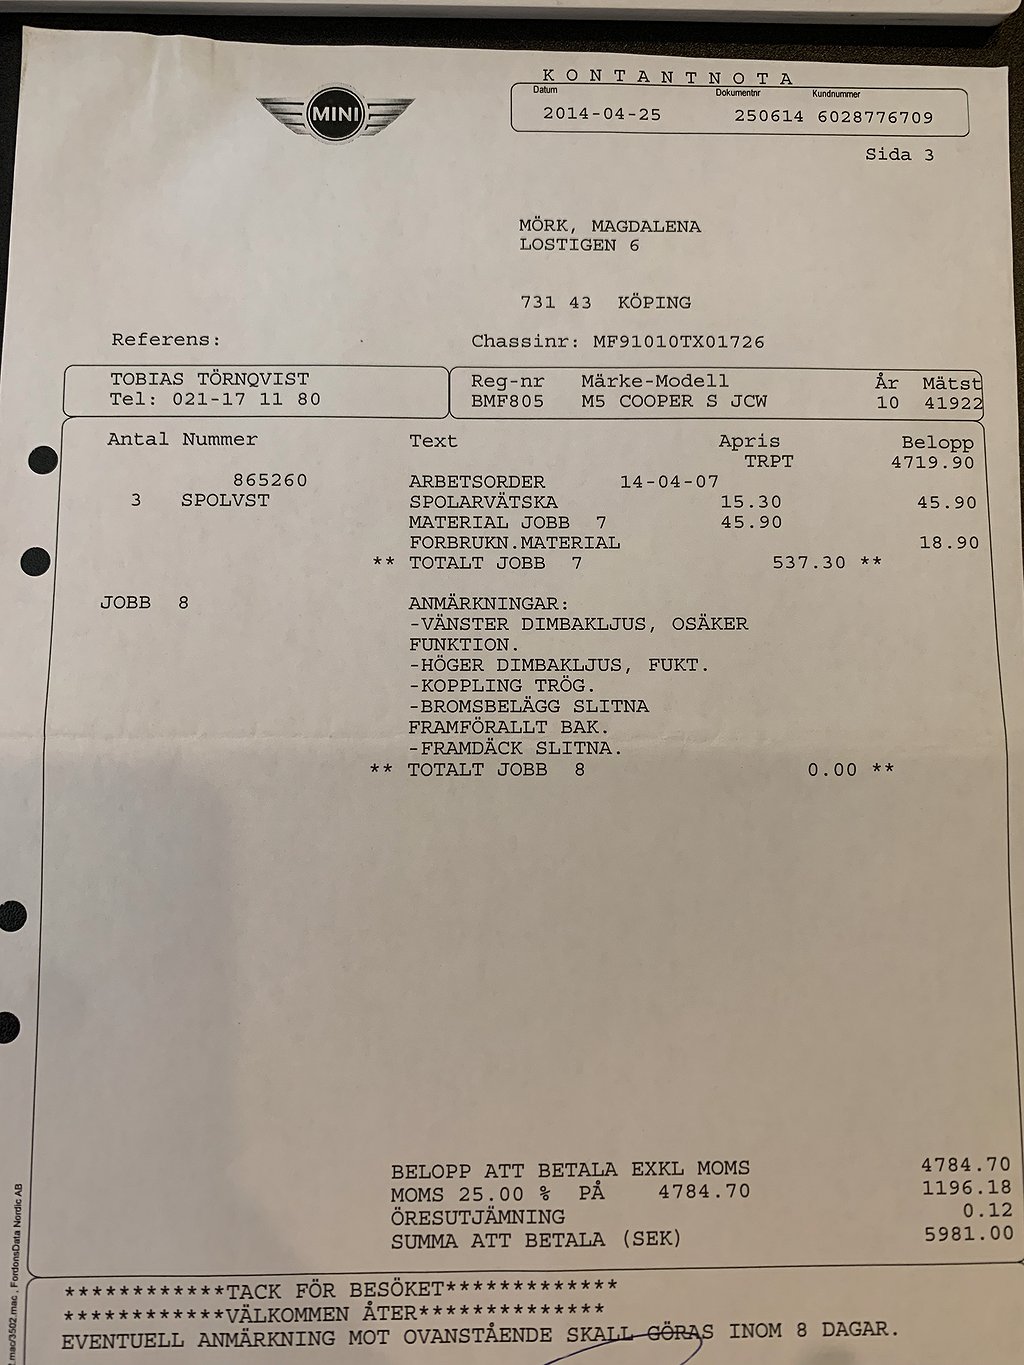 KONTANTNOTA
Datum Dokumentnr Kundnummer
2014-04-25 250614 6028776709
MINI
Sida 3
MÖRK, MAGDALENA
LOSTIGEN 6
731 43 KÖPING
Referens: Chassinr: MF91010TX01726
TOBIAS TÖRNQVIST Reg-nr Märke-Modell År Mätst
Tel: 021-17 11 80 BMF805 M5 COOPER S JCW 10 41922
Antal Nummer Text Apris Belopp
TRPT 4719.90
865260 ARBETSORDER 14-04-07
3 SPOLVST SPOLARVÄTSKA 15.30 45.90
MATERIAL JOBB 7 45.90
FORBRUKN.MATERIAL 18.90
** TOTALT JOBB 7 537.30 **
JOBB 8 ANMÄRKNINGAR:
-VÄNSTER DIMBAKLJUS, OSÄKER
FUNKTION.
-HÖGER DIMBAKLJUS, FUKT.
-KOPPLING TRÖG.
-BROMSBELÄGG SLITNA
FRAMFÖRALLT BAK.
-FRAMDÄCK SLITNA.
** TOTALT JOBB 8 0.00 **
BELOPP ATT BETALA EXKL MOMS 4784.70
MOMS 25.00 % PÅ 4784.70 1196.18
ÖRESUTJÄMNING 0.12
SUMMA ATT BETALA (SEK) 5981.00
************TACK FÖR BESÖKET*************
************VÄLKOMMEN ÅTER**************
EVENTUELL ANMÄRKNING MOT OVANSTÅENDE SKALL GÖRAS INOM 8 DAGAR.
.mac/3502.mac , FordonsData Nordic AB